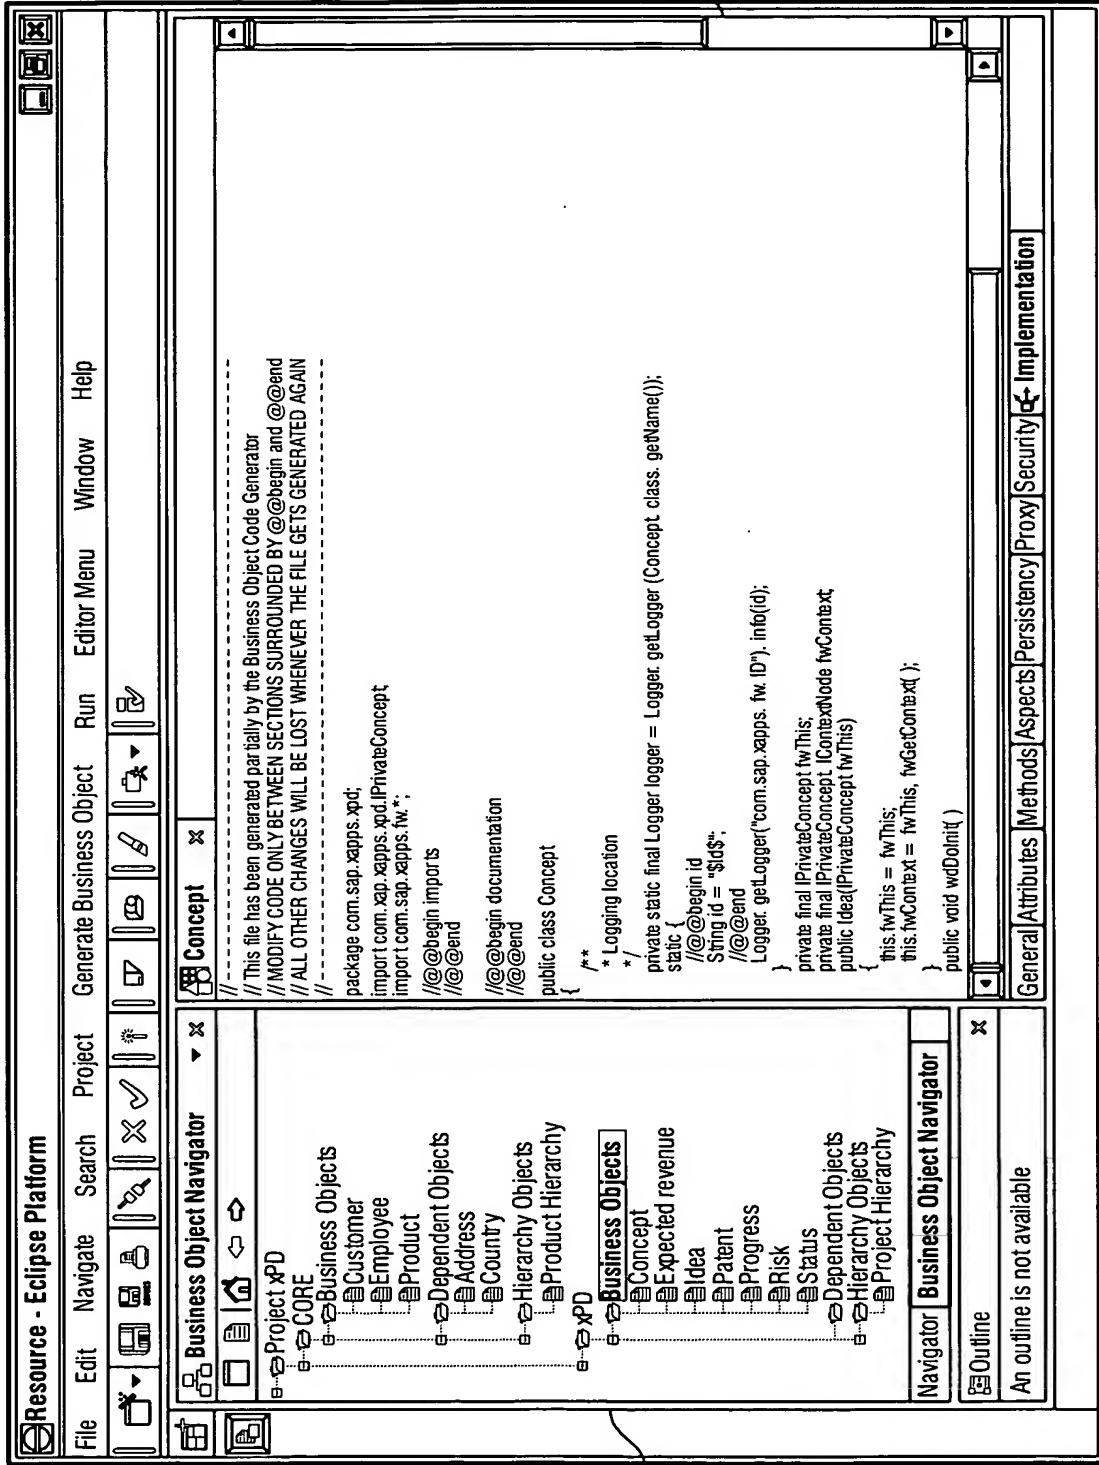 Resource - Eclipse Platform
File Edit Navigate Search Project Generate Business Object Run Editor Menu Window Help
Business Object Navigator
Project xPD
CORE
Business Objects
Customer
Employee
Product
Dependent Objects
Address
Country
Hierarchy Objects
Product Hierarchy
xPD
Business Objects
Concept
Expected revenue
Idea
Patent
Progress
Risk
Status
Dependent Objects
Hierarchy Objects
Project Hierarchy
Navigator Business Object Navigator
Outline
An outline is not available
Concept
// - - - - - - - - - - - - - - - - - - - - - - - - - - - - - -
// This file has been generated partially by the Business Object Code Generator
// MODIFY CODE ONLY BETWEEN SECTIONS SURROUNDED BY @@begin and @@end
// ALL OTHER CHANGES WILL BE LOST WHENEVER THE FILE GETS GENERATED AGAIN
// - - - - - - - - - - - - - - - - - - - - - - - - - - - - - -
package com.sap.xapps.xpd;
import com.xap.xapps.xpd.IPrivateConcept;
import com.sap.xapps.fw.*;
//@@begin imports
//@@end
//@@begin documentation
//@@end
public class Concept
{
/**
* Logging location
*/
private static final Logger logger = Logger. getLogger (Concept. class. getName());
static {
//@@begin id
String id = "$Id$";
//@@end
Logger. getLogger("com.sap.xapps. fw. ID"). info(id);
}
private final IPrivateConcept fwThis;
private final IPrivateConcept. IContextNode fwContext;
public Idea(IPrivateConcept fwThis)
{
this.fwThis = fwThis;
this.fwContext = fwThis, fwGetContext( );
}
public void wdDoInit( )
General Attributes Methods Aspects Persistency Proxy Security Implementation